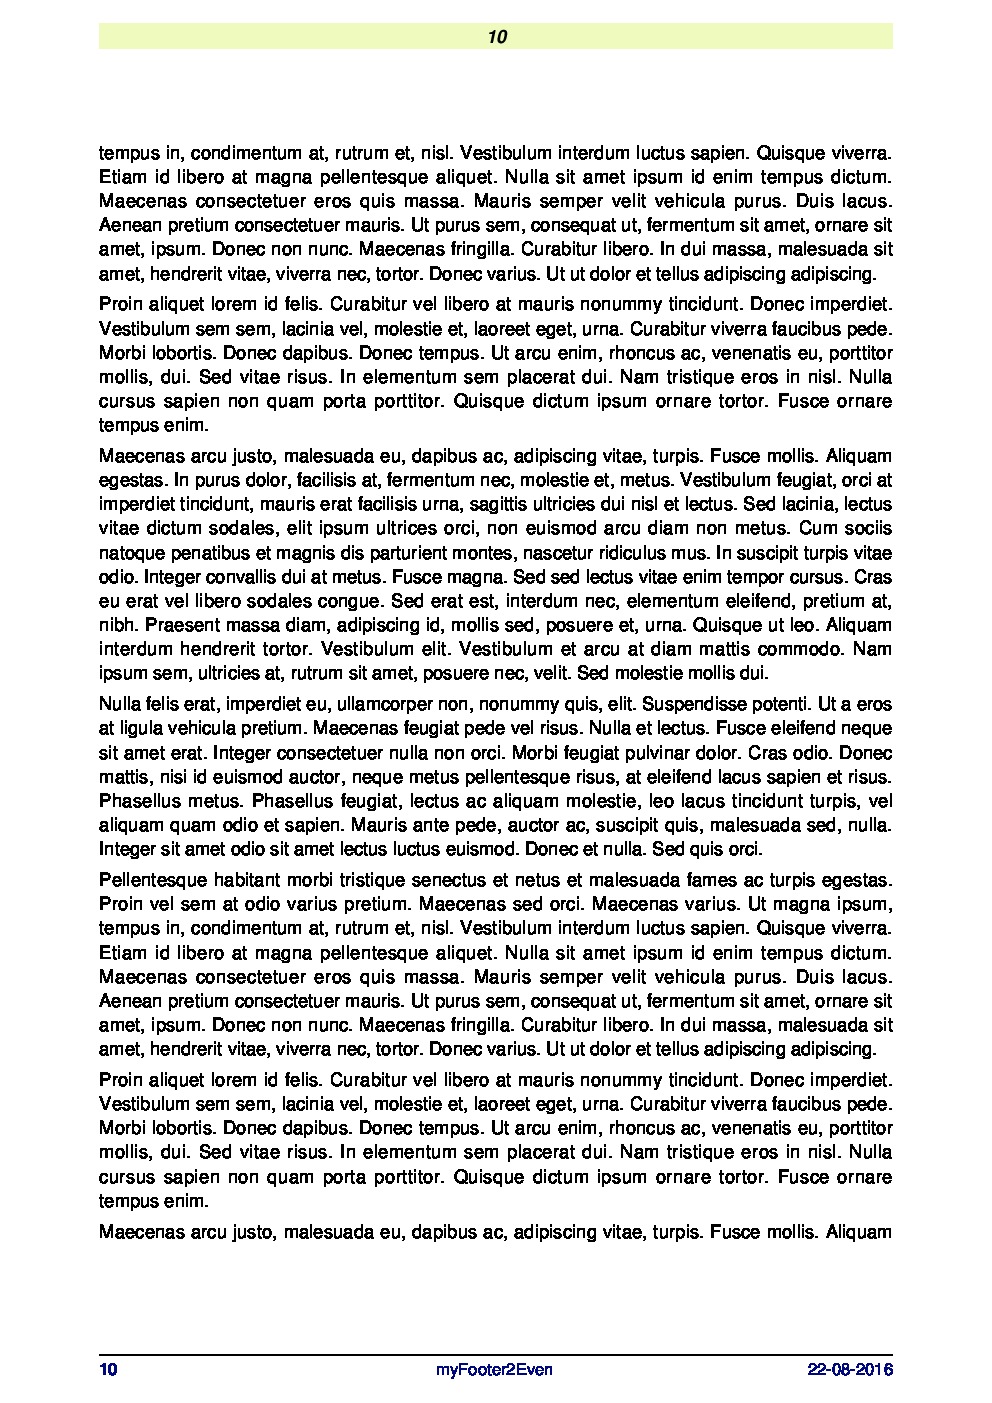 10
tempus in, condimentum at, rutrum et, nisl. Vestibulum interdum luctus sapien. Quisque viverra.
Etiam id libero at magna pellentesque aliquet. Nulla sit amet ipsum id enim tempus dictum.
Maecenas consectetuer eros quis massa. Mauris semper velit vehicula purus. Duis lacus.
Aenean pretium consectetuer mauris. Ut purus sem, consequat ut, fermentum sit amet, ornare sit
amet, ipsum. Donec non nunc. Maecenas fringilla. Curabitur libero. In dui massa, malesuada sit
amet, hendrerit vitae, viverra nec, tortor. Donec varius. Ut ut dolor et tellus adipiscing adipiscing.
Proin aliquet lorem id felis. Curabitur vel libero at mauris nonummy tincidunt. Donec imperdiet.
Vestibulum sem sem, lacinia vel, molestie et, laoreet eget, urna. Curabitur viverra faucibus pede.
Morbi lobortis. Donec dapibus. Donec tempus. Ut arcu enim, rhoncus ac, venenatis eu, porttitor
mollis, dui. Sed vitae risus. In elementum sem placerat dui. Nam tristique eros in nisl. Nulla
cursus sapien non quam porta porttitor. Quisque dictum ipsum ornare tortor. Fusce ornare
tempus enim.
Maecenas arcu justo, malesuada eu, dapibus ac, adipiscing vitae, turpis. Fusce mollis. Aliquam
egestas. In purus dolor, facilisis at, fermentum nec, molestie et, metus. Vestibulum feugiat, orci at
imperdiet tincidunt, mauris erat facilisis urna, sagittis ultricies dui nisl et lectus. Sed lacinia, lectus
vitae dictum sodales, elit ipsum ultrices orci, non euismod arcu diam non metus. Cum sociis
natoque penatibus et magnis dis parturient montes, nascetur ridiculus mus. In suscipit turpis vitae
odio. Integer convallis dui at metus. Fusce magna. Sed sed lectus vitae enim tempor cursus. Cras
eu erat vel libero sodales congue. Sed erat est, interdum nec, elementum eleifend, pretium at,
nibh. Praesent massa diam, adipiscing id, mollis sed, posuere et, urna. Quisque ut leo. Aliquam
interdum hendrerit tortor. Vestibulum elit. Vestibulum et arcu at diam mattis commodo. Nam
ipsum sem, ultricies at, rutrum sit amet, posuere nec, velit. Sed molestie mollis dui.
Nulla felis erat, imperdiet eu, ullamcorper non, nonummy quis, elit. Suspendisse potenti. Ut a eros
at ligula vehicula pretium. Maecenas feugiat pede vel risus. Nulla et lectus. Fusce eleifend neque
sit amet erat. Integer consectetuer nulla non orci. Morbi feugiat pulvinar dolor. Cras odio. Donec
mattis, nisi id euismod auctor, neque metus pellentesque risus, at eleifend lacus sapien et risus.
Phasellus metus. Phasellus feugiat, lectus ac aliquam molestie, leo lacus tincidunt turpis, vel
aliquam quam odio et sapien. Mauris ante pede, auctor ac, suscipit quis, malesuada sed, nulla.
Integer sit amet odio sit amet lectus luctus euismod. Donec et nulla. Sed quis orci.
Pellentesque habitant morbi tristique senectus et netus et malesuada fames ac turpis egestas.
Proin vel sem at odio varius pretium. Maecenas sed orci. Maecenas varius. Ut magna ipsum,
tempus in, condimentum at, rutrum et, nisl. Vestibulum interdum luctus sapien. Quisque viverra.
Etiam id libero at magna pellentesque aliquet. Nulla sit amet ipsum id enim tempus dictum.
Maecenas consectetuer eros quis massa. Mauris semper velit vehicula purus. Duis lacus.
Aenean pretium consectetuer mauris. Ut purus sem, consequat ut, fermentum sit amet, ornare sit
amet, ipsum. Donec non nunc. Maecenas fringilla. Curabitur libero. In dui massa, malesuada sit
amet, hendrerit vitae, viverra nec, tortor. Donec varius. Ut ut dolor et tellus adipiscing adipiscing.
Proin aliquet lorem id felis. Curabitur vel libero at mauris nonummy tincidunt. Donec imperdiet.
Vestibulum sem sem, lacinia vel, molestie et, laoreet eget, urna. Curabitur viverra faucibus pede.
Morbi lobortis. Donec dapibus. Donec tempus. Ut arcu enim, rhoncus ac, venenatis eu, porttitor
mollis, dui. Sed vitae risus. In elementum sem placerat dui. Nam tristique eros in nisl. Nulla
cursus sapien non quam porta porttitor. Quisque dictum ipsum ornare tortor. Fusce ornare
tempus enim.
Maecenas arcu justo, malesuada eu, dapibus ac, adipiscing vitae, turpis. Fusce mollis. Aliquam
10 myFooter2Even 22-08-2016